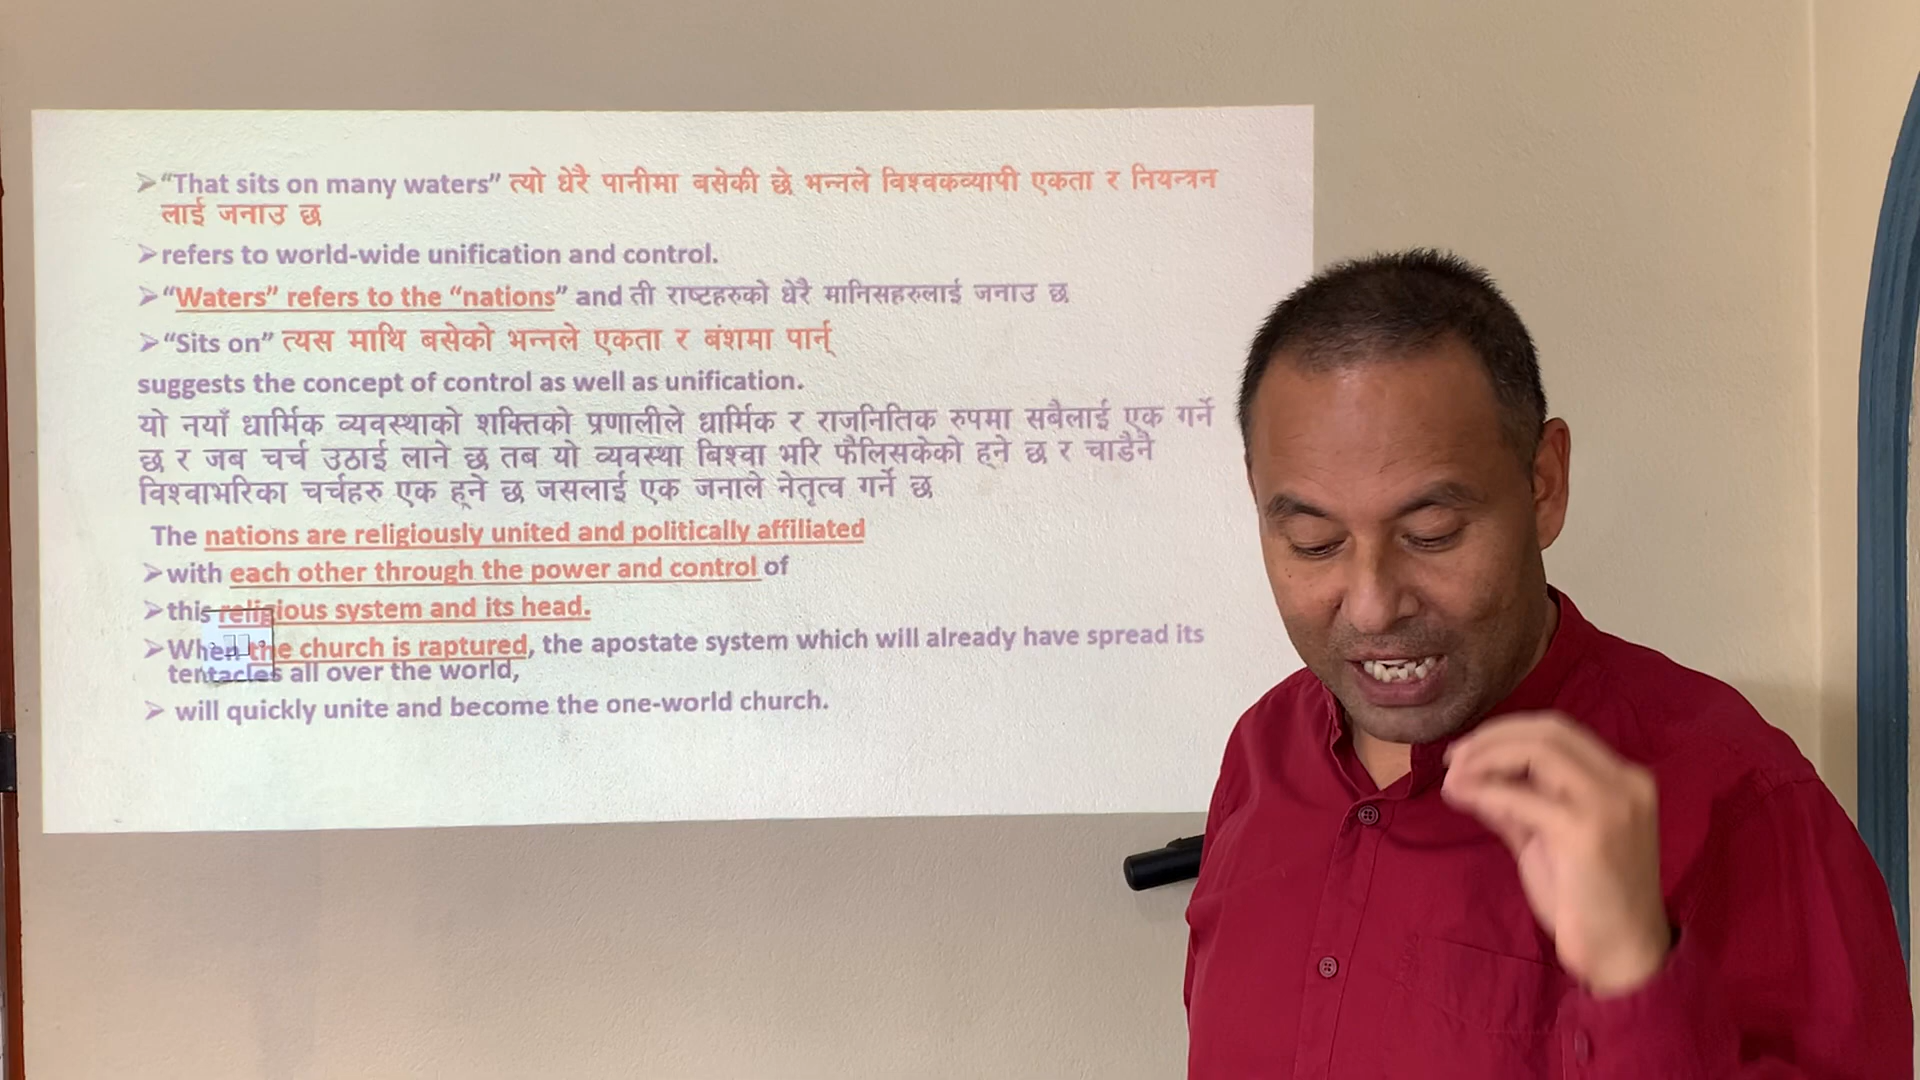 ➢“That sits on many waters” त्यो धेरै पानीमा बसेकी छे भन्नले विश्वकव्यापी एकता र नियन्त्रन
लाई जनाउ छ
➢refers to world-wide unification and control.
➢“Waters” refers to the “nations” and ती राष्टहरुको धेरै मानिसहरुलाई जनाउ छ
➢“Sits on” त्यस माथि बसेको भन्नले एकता र बंशमा पार्न्
suggests the concept of control as well as unification.
यो नयाँ धार्मिक व्यवस्थाको शक्तिको प्रणालीले धार्मिक र राजनितिक रुपमा सबैलाई एक गर्ने
छ र जब चर्च उठाई लाने छ तब यो व्यवस्था बिश्वा भरि फैलिसकेको हुने छ र चाडैनै
विश्वाभरिका चर्चहरु एक हुने छ जसलाई एक जनाले नेतृत्व गर्ने छ
The nations are religiously united and politically affiliated
➢with each other through the power and control of
➢this religious system and its head.
➢When the church is raptured, the apostate system which will already have spread its
tentacles all over the world,
➢ will quickly unite and become the one-world church.